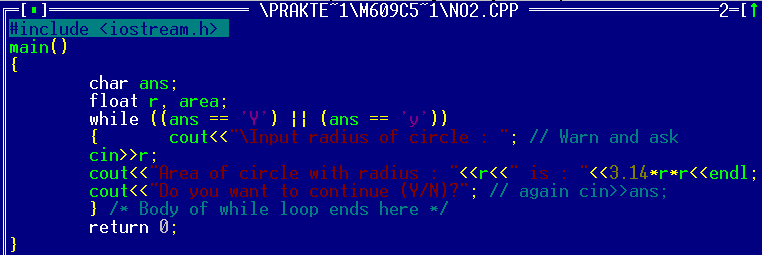 [▪] \PRAKTE~1\M609C5~1\NO2.CPP 2=[↑
#include <iostream.h>
main()
{
char ans;
float r, area;
while ((ans == 'Y') || (ans == 'y'))
{ cout<<"\Input radius of circle : "; // Warn and ask
cin>>r;
cout<<"Area of circle with radius : "<<r<<" is : "<<3.14*r*r<<endl;
cout<<"Do you want to continue (Y/N)?"; // again cin>>ans;
} /* Body of while loop ends here */
return 0;
}